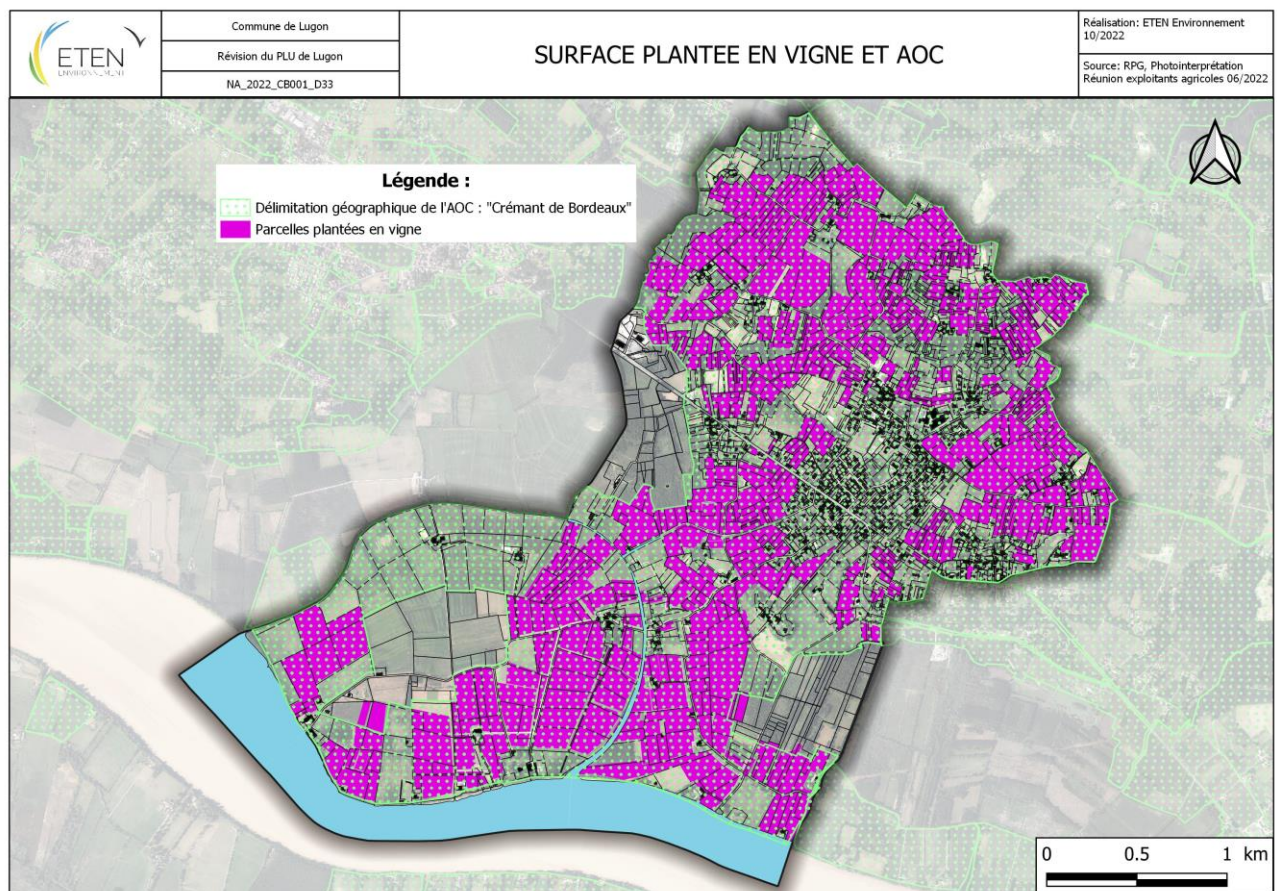 ETEN
ENVIRONNEMENT
Commune de Lugon
Révision du PLU de Lugon
NA_2022_CB001_D33
SURFACE PLANTEE EN VIGNE ET AOC
Réalisation: ETEN Environnement
10/2022
Source: RPG, Photointerprétation
Réunion exploitants agricoles 06/2022
Légende :
Délimitation géographique de l'AOC : "Crémant de Bordeaux"
Parcelles plantées en vigne
0 0.5 1 km